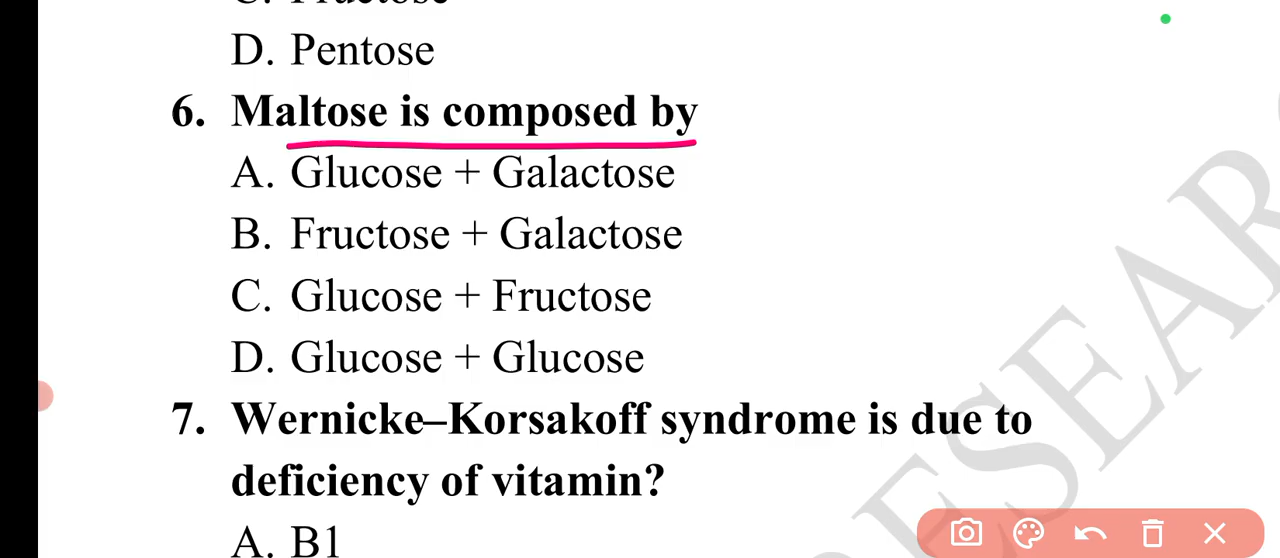 D. Pentose
6. Maltose is composed by
A. Glucose + Galactose
B. Fructose + Galactose
C. Glucose + Fructose
D. Glucose + Glucose
7. Wernicke–Korsakoff syndrome is due to
deficiency of vitamin?
A. B1